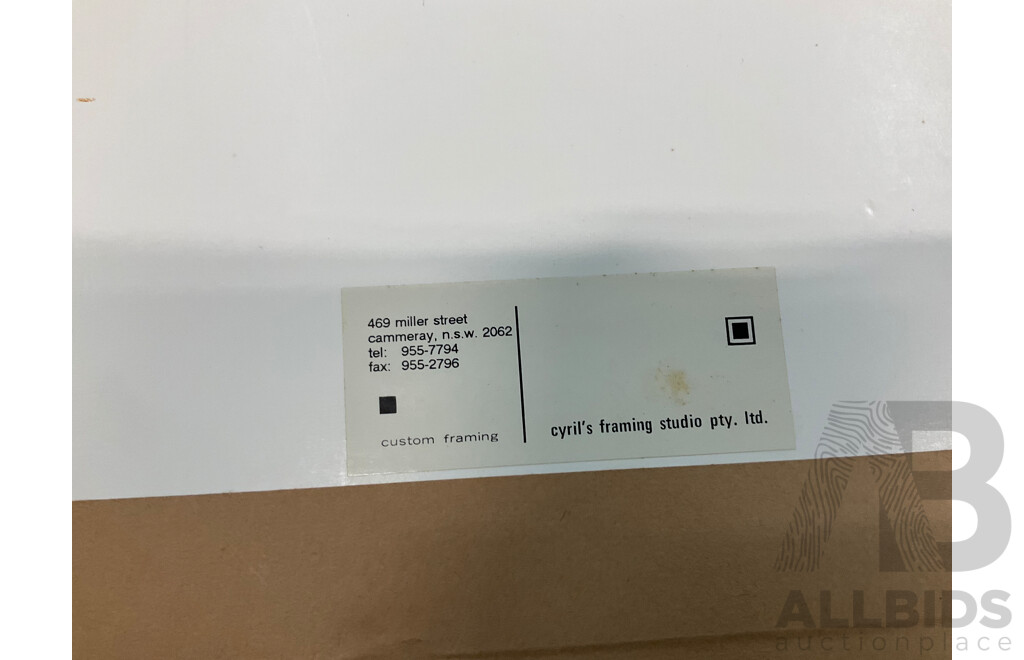 469 miller street
cammeray, n.s.w. 2062
tel: 955-7794
fax: 955-2796
custom framing
cyril's framing studio pty. ltd.
AB
ALLBIDS
auctionplace